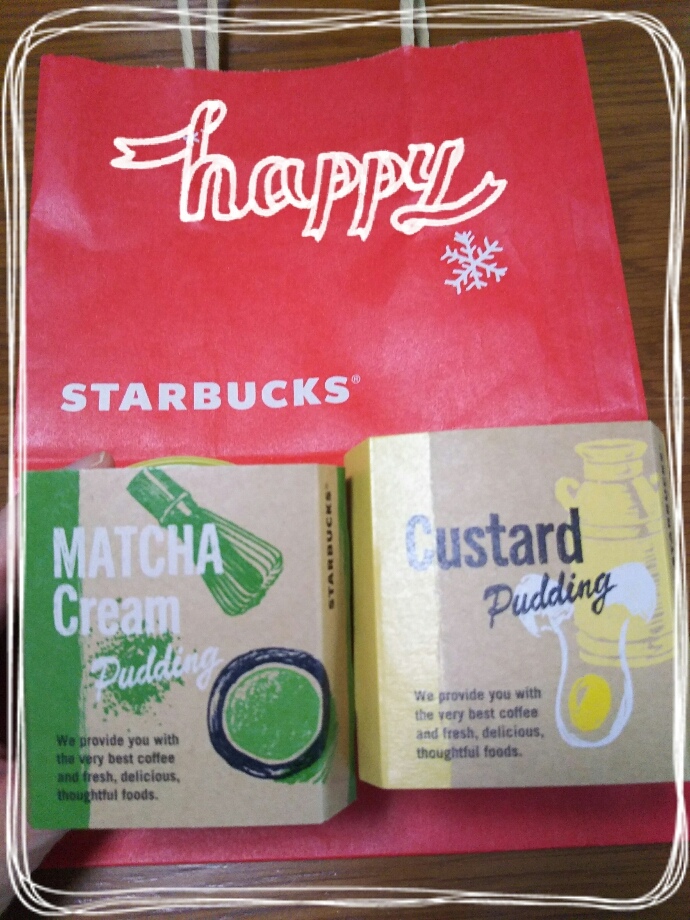 happy
STARBUCKS®
MATCHA
Cream
Pudding
STARBUCKS®
We provide you with
the very best coffee
and fresh, delicious,
thoughtful foods.
Custard
Pudding
We provide you with
the very best coffee
and fresh, delicious,
thoughtful foods.